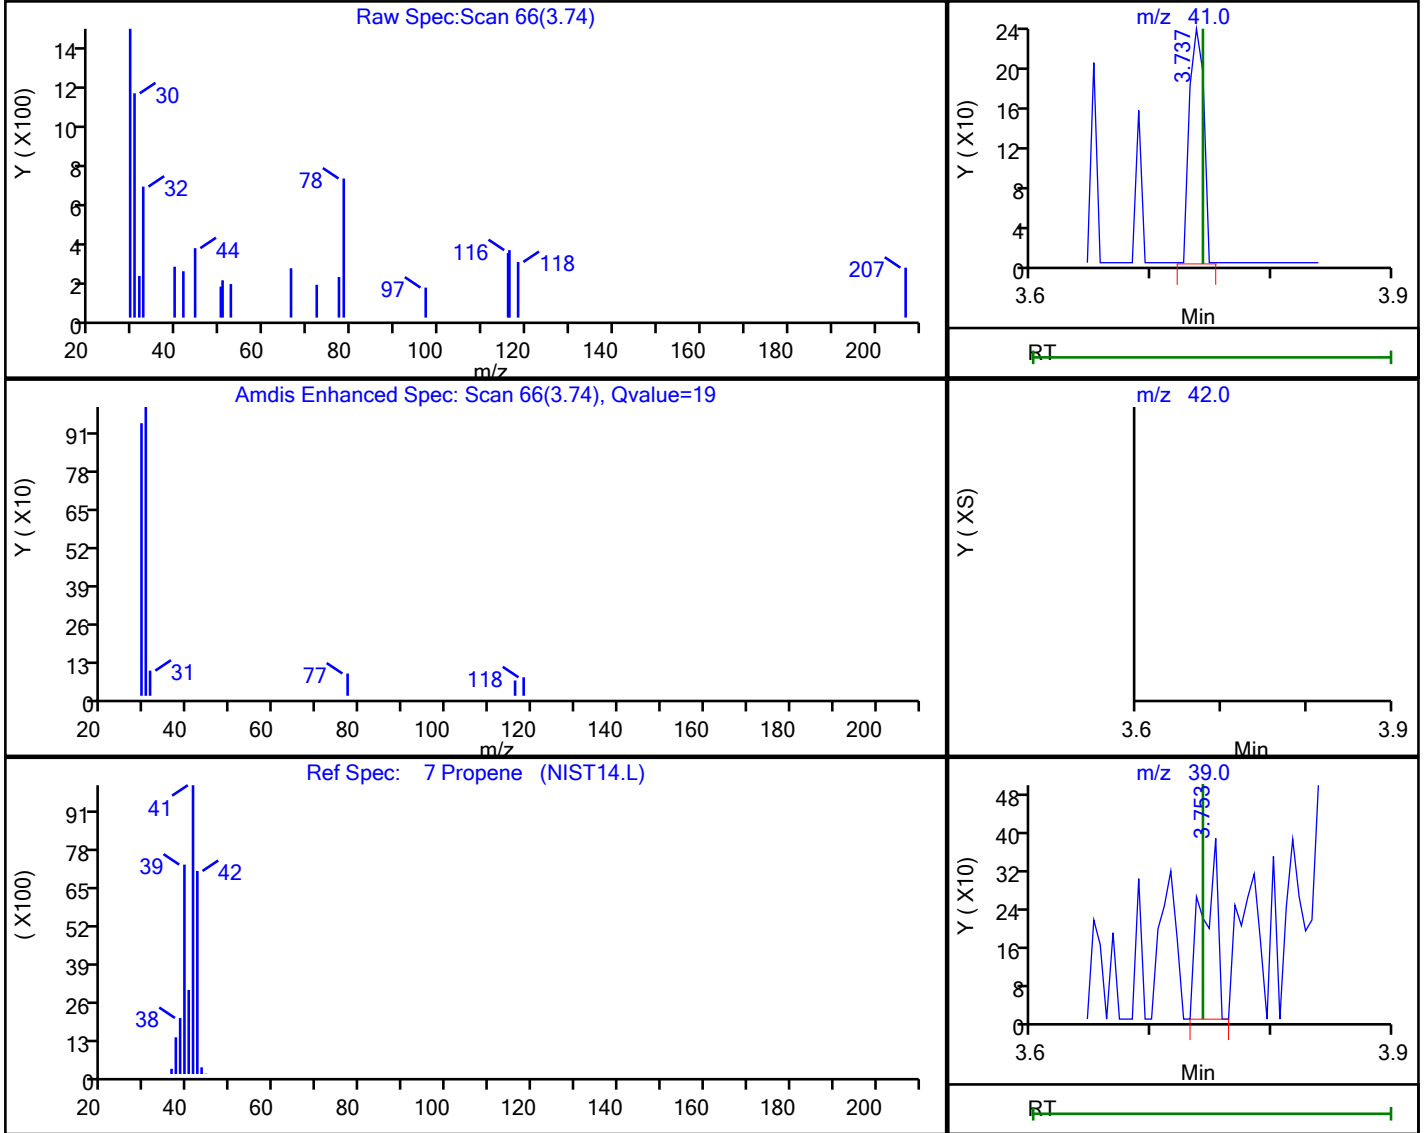 Raw Spec:Scan 66(3.74)
Y ( X100)
14
12
10
8
6
4
2
0
30
32
44
78
97
116
118
207
20 40 60 80 100 120 140 160 180 200
m/z
m/z 41.0
Y ( X10)
24
20
16
12
8
4
0
3.737
3.6 3.9
Min
RT
Amdis Enhanced Spec: Scan 66(3.74), Qvalue=19
Y ( X10)
91
78
65
52
39
26
13
0
31
77
118
20 40 60 80 100 120 140 160 180 200
m/z
m/z 42.0
Y ( XS)
3.6 3.9
Min
Ref Spec: 7 Propene (NIST14.L)
( X100)
91
78
65
52
39
26
13
0
41
39
42
38
20 40 60 80 100 120 140 160 180 200
m/z 39.0
Y ( X10)
48
40
32
24
16
8
0
3.753
3.6 3.9
Min
RT